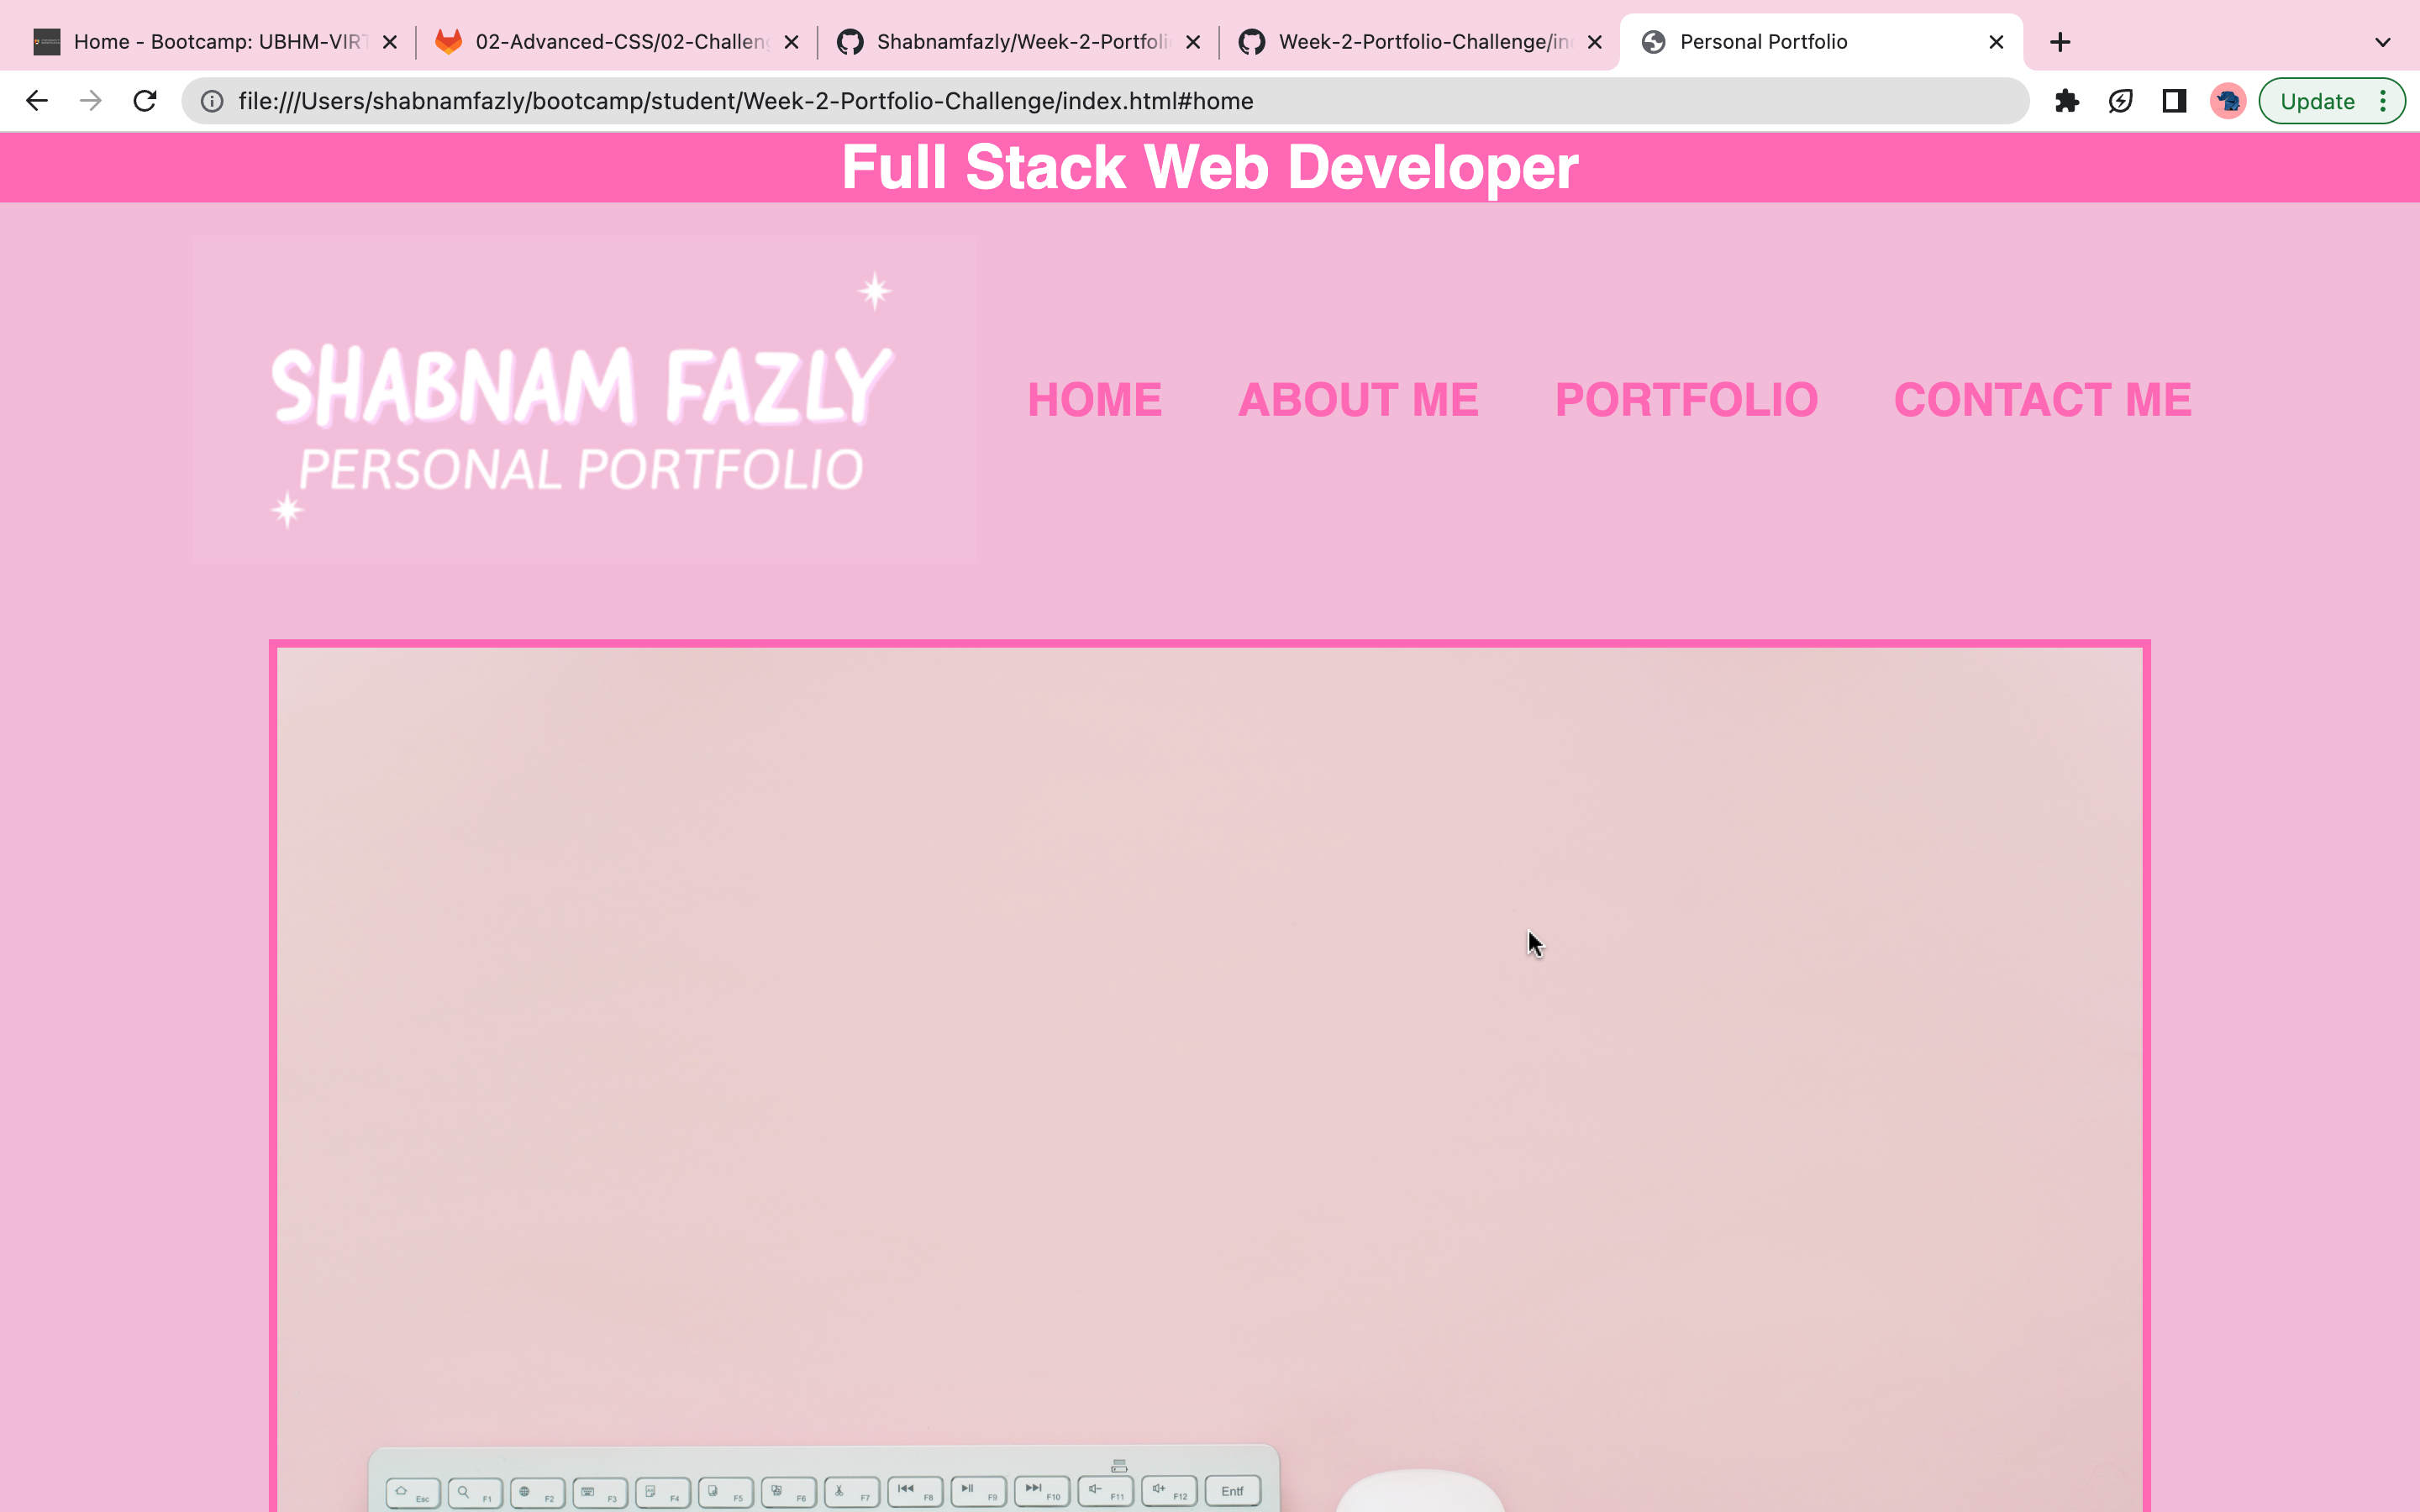 Home - Bootcamp: UBHM-VIRT
02-Advanced-CSS/02-Challeng
Shabnamfazly/Week-2-Portfoli
Week-2-Portfolio-Challenge/in
Personal Portfolio
file:///Users/shabnamfazly/bootcamp/student/Week-2-Portfolio-Challenge/index.html#home
Update
Full Stack Web Developer
SHABNAM FAZLY
PERSONAL PORTFOLIO
HOME ABOUT ME PORTFOLIO CONTACT ME
Esc F1 F2 F3 F4 F5 F6 F7 F8 F9 F10 F11 F12 Entf